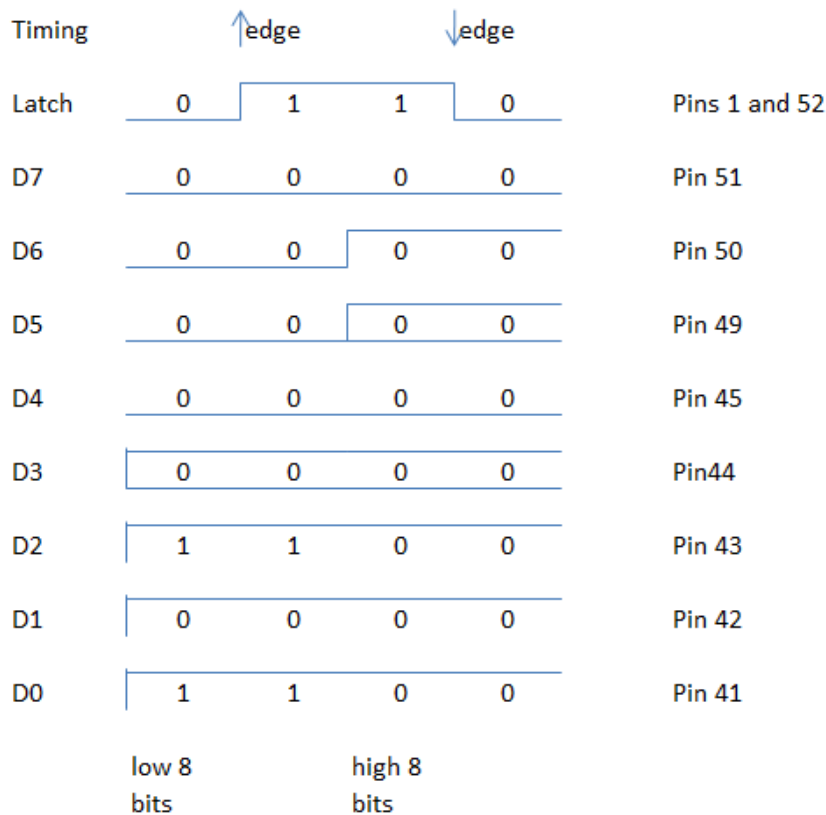 Timing edge edge
Latch 0 1 1 0 Pins 1 and 52
D7 0 0 0 0 Pin 51
D6 0 0 0 0 Pin 50
D5 0 0 0 0 Pin 49
D4 0 0 0 0 Pin 45
D3 0 0 0 0 Pin44
D2 1 1 0 0 Pin 43
D1 0 0 0 0 Pin 42
D0 1 1 0 0 Pin 41
low 8 high 8
bits bits